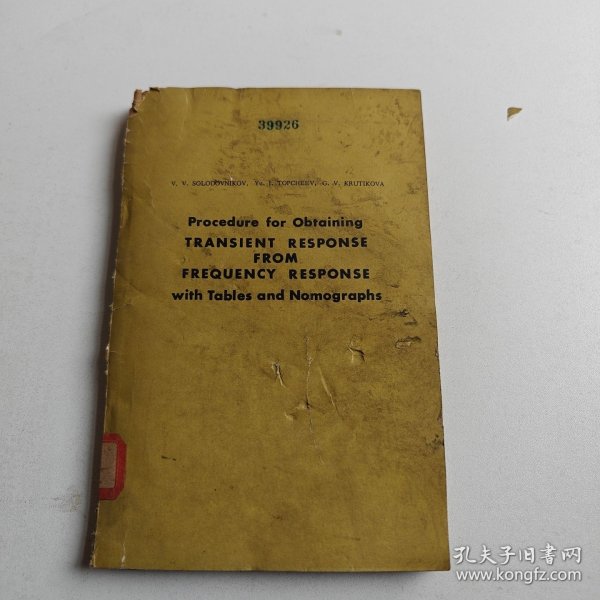 39926
V. V. SOLODOVNIKOV, Yu. I. TOPCHEEV, G. V. KRUTIKOVA
Procedure for Obtaining
TRANSIENT RESPONSE
FROM
FREQUENCY RESPONSE
with Tables and Nomographs
孔夫子旧书网
www.kongfz.com